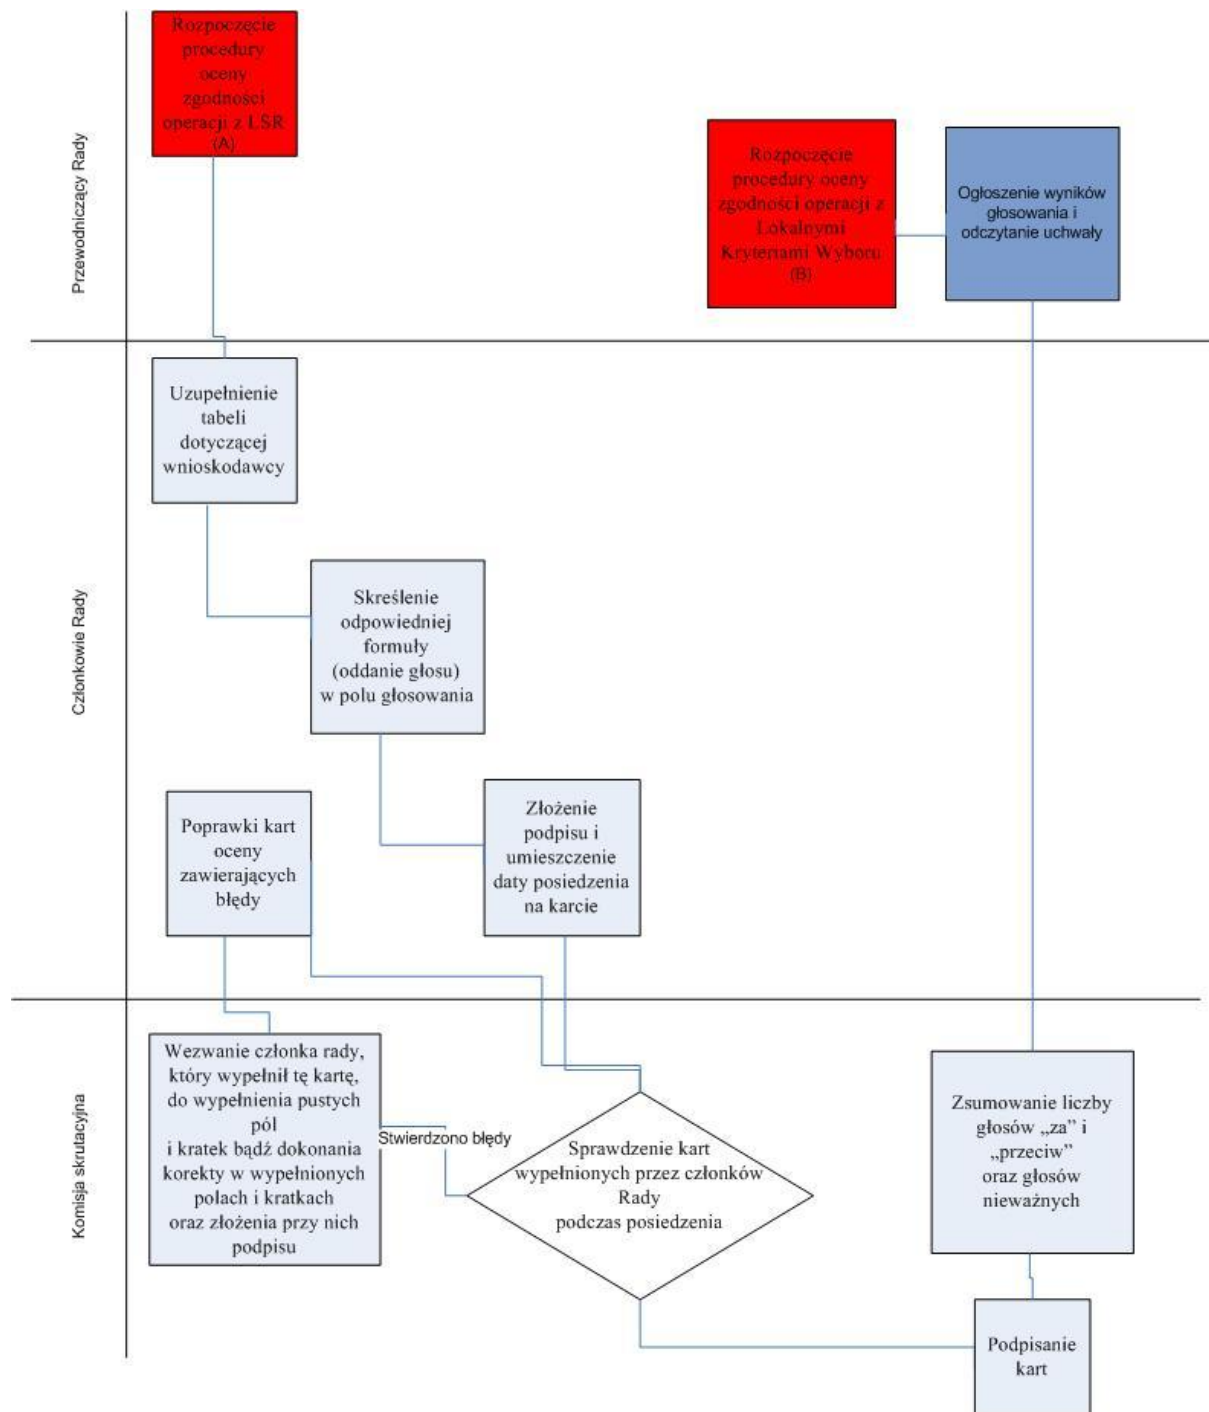 Przewodniczący Rady
Rozpoczęcie
procedury
oceny
zgodności
operacji z LSR
(A)
Rozpoczęcie
procedury oceny
zgodności operacji z
Lokalnymi
Kryteriami Wyboru
(B)
Ogłoszenie wyników
głosowania i
odczytanie uchwały
Członkowie Rady
Uzupełnienie
tabeli
dotyczącej
wnioskodawcy
Skreślenie
odpowiedniej
formuły
(oddanie głosu)
w polu głosowania
Złożenie
podpisu i
umieszczenie
daty posiedzenia
na karcie
Poprawki kart
oceny
zawierających
błędy
Komisja skrutacyjna
Wezwanie członka rady,
który wypełnił tę kartę,
do wypełnienia pustych
pól
i kratek bądź dokonania
korekty w wypełnionych
polach i kratkach
oraz złożenia przy nich
podpisu
Stwierdzono błędy
Sprawdzenie kart
wypełnionych przez członków
Rady
podczas posiedzenia
Zsumowanie liczby
głosów „za” i
„przeciw”
oraz głosów
nieważnych
Podpisanie
kart